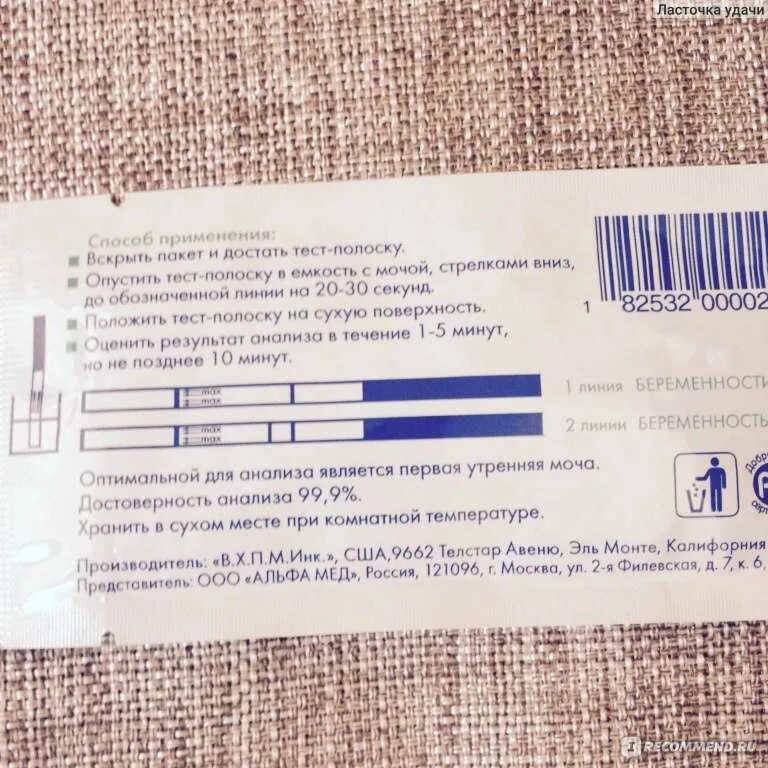 Ласточка удачи
Способ применения:
Вскрыть пакет и достать тест-полоску.
Опустить тест-полоску в емкость с мочой, стрелками вниз,
до обозначенной линии на 20-30 секунд.
Положить тест-полоску на сухую поверхность.
Оценить результат анализа в течение 1-5 минут,
но не позднее 10 минут.
1 82532 00002
max
max
1 линия БЕРЕМЕННОСТИ
max
max
2 линии БЕРЕМЕННОСТЬ
Оптимальной для анализа является первая утренняя моча.
Достоверность анализа 99,9%.
Хранить в сухом месте при комнатной температуре.
Производитель: «В.Х.П.М.Инк.», США,9662 Телстар Авеню, Эль Монте, Калифорния
Представитель: ООО «АЛЬФА МЕД», Россия, 121096, г. Москва, ул. 2-я Филевская, д. 7, к. 6,
IRECOMMEND.RU